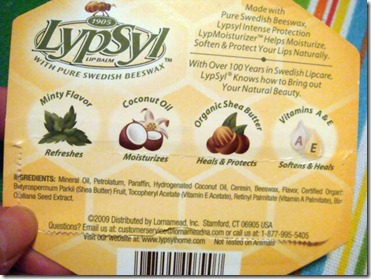 1905
LypSyl
LIP BALM
WITH PURE SWEDISH BEESWAX™
Made with
Pure Swedish Beeswax,
Lypsyl Intense Protection
LypMoisturizer™ Helps Moisturize,
Soften & Protect Your Lips Naturally.
With Over 100 Years in Swedish Lipcare,
LypSyl® Knows how to Bring out
Your Natural Beauty.
Minty Flavor
Refreshes
Coconut Oil
Moisturizes
Organic Shea Butter
Heals & Protects
Vitamins A & E
A E
Softens & Heals
INGREDIENTS: Mineral Oil, Petrolatum, Paraffin, Hydrogenated Coconut Oil, Ceresin, Beeswax, Flavor, Certified Organ
Butyrospermum Parkii (Shea Butter) Fruit, Tocopheryl Acetate (Vitamin E Acetate), Retinyl Palmitate (Vitamin A Palmitate),
Orellana Seed Extract.
©2009 Distributed by Lornamead, Inc. Stamford, CT 06905 USA
Questions? Email us at: customerservice@lornameadna.com or call us at 1-877-995-5405
Visit our website at: www.lypsylhome.com Not Tested on Animals